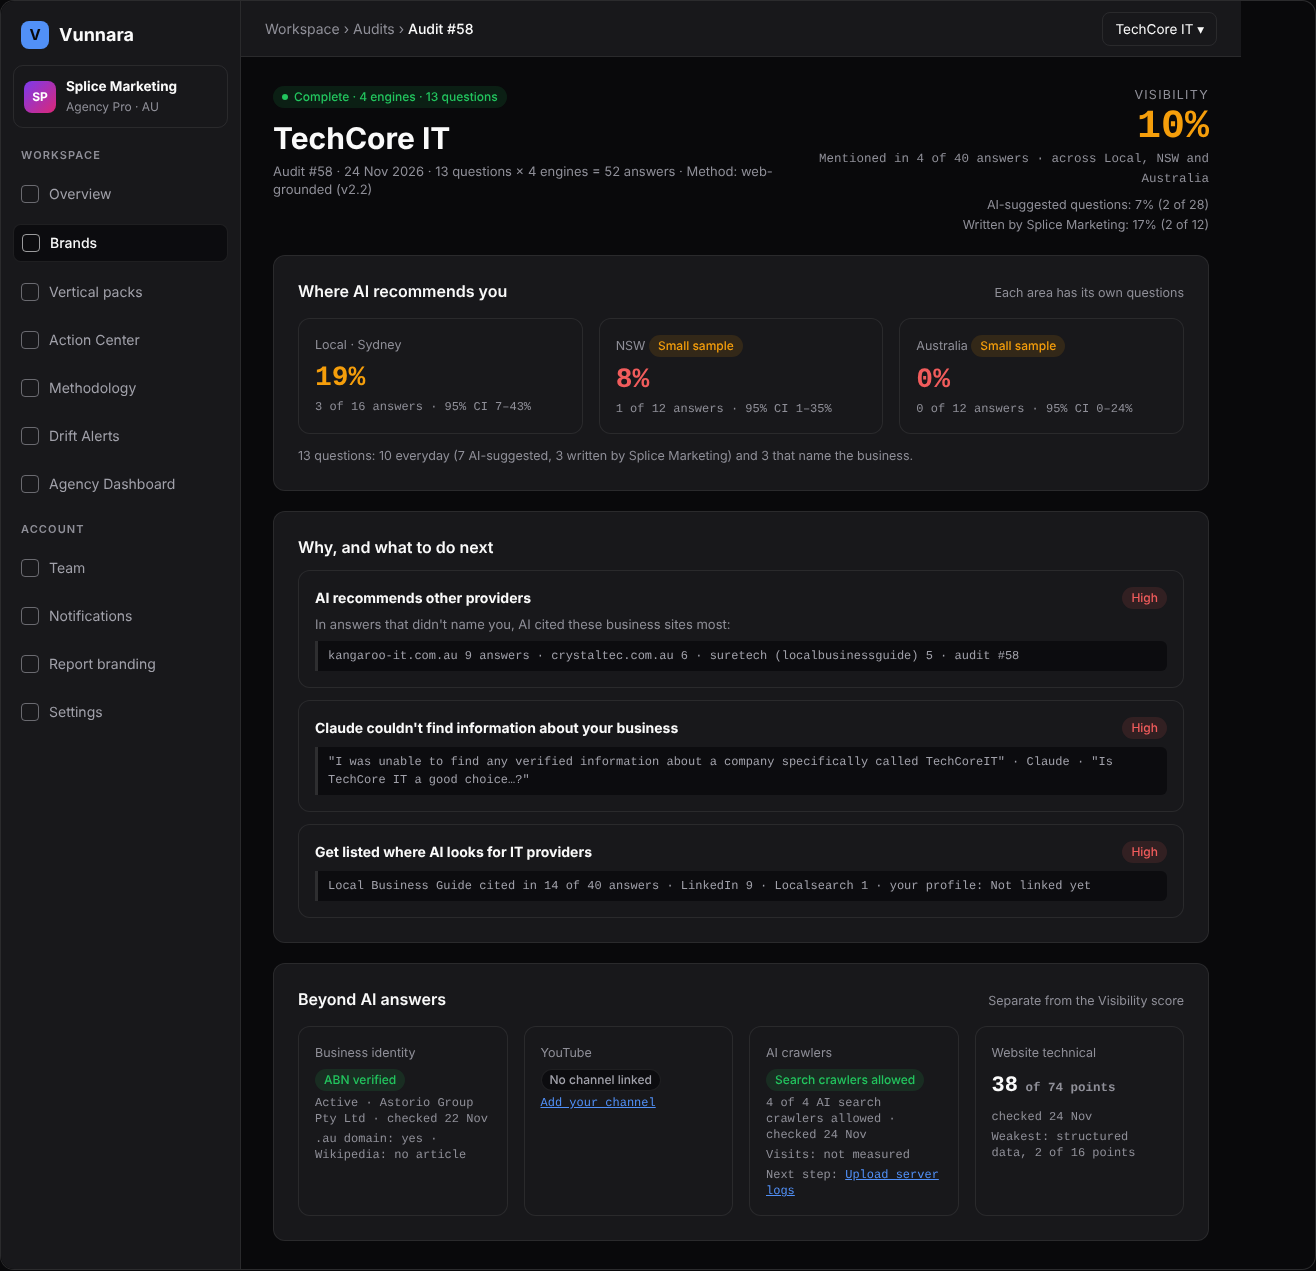 V Vunnara
Workspace › Audits › Audit #58
TechCore IT ▾
SP
Splice Marketing
Agency Pro · AU
WORKSPACE
Overview
Brands
Vertical packs
Action Center
Methodology
Drift Alerts
Agency Dashboard
ACCOUNT
Team
Notifications
Report branding
Settings
Complete · 4 engines · 13 questions
TechCore IT
Audit #58 · 24 Nov 2026 · 13 questions × 4 engines = 52 answers · Method: web-
grounded (v2.2)
VISIBILITY
10%
Mentioned in 4 of 40 answers · across Local, NSW and
Australia
AI-suggested questions: 7% (2 of 28)
Written by Splice Marketing: 17% (2 of 12)
Where AI recommends you
Each area has its own questions
Local · Sydney
19%
3 of 16 answers · 95% CI 7–43%
NSW Small sample
8%
1 of 12 answers · 95% CI 1–35%
Australia Small sample
0%
0 of 12 answers · 95% CI 0–24%
13 questions: 10 everyday (7 AI-suggested, 3 written by Splice Marketing) and 3 that name the business.
Why, and what to do next
AI recommends other providers
High
In answers that didn't name you, AI cited these business sites most:
kangaroo-it.com.au 9 answers · crystaltec.com.au 6 · suretech (localbusinessguide) 5 · audit #58
Claude couldn't find information about your business
High
"I was unable to find any verified information about a company specifically called TechCoreIT" · Claude · "Is
TechCore IT a good choice…?"
Get listed where AI looks for IT providers
High
Local Business Guide cited in 14 of 40 answers · LinkedIn 9 · Localsearch 1 · your profile: Not linked yet
Beyond AI answers
Separate from the Visibility score
Business identity
ABN verified
Active · Astorio Group
Pty Ltd · checked 22 Nov
.au domain: yes ·
Wikipedia: no article
YouTube
No channel linked
Add your channel
AI crawlers
Search crawlers allowed
4 of 4 AI search
crawlers allowed ·
checked 24 Nov
Visits: not measured
Next step: Upload server
logs
Website technical
38 of 74 points
checked 24 Nov
Weakest: structured
data, 2 of 16 points